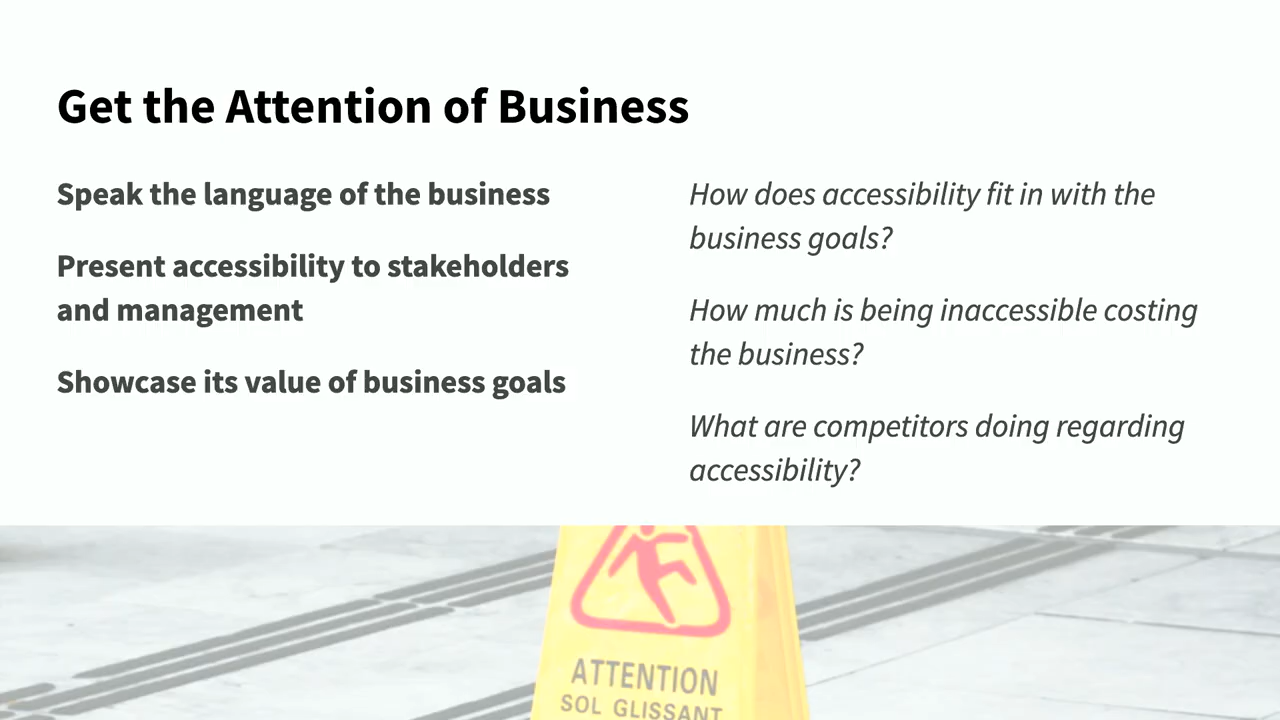 Get the Attention of Business
Speak the language of the business
Present accessibility to stakeholders
and management
Showcase its value of business goals
How does accessibility fit in with the
business goals?
How much is being inaccessible costing
the business?
What are competitors doing regarding
accessibility?
ATTENTION
SOL GLISSANT